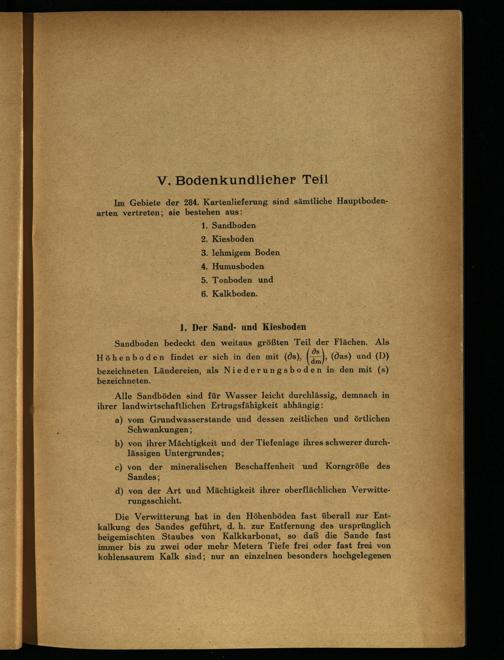 V. Bodenkundlicher Teil
Im Gebiete der 284. Kartenlieferung sind sämtliche Hauptboden-
arten vertreten; sie bestehen aus:
1. Sandboden
2. Kiesboden
3. lehmigem Boden
4. Humusboden
5. Tonboden und
6. Kalkboden.
1. Der Sand- und Kiesboden
Sandboden bedeckt den weitaus größten Teil der Flächen. Als
Höhenboden findet er sich in den mit (∂s), (∂s/dm), (∂as) und (D)
bezeichneten Ländereien, als Niederungsboden in den mit (s)
bezeichneten.
Alle Sandböden sind für Wasser leicht durchlässig, demnach in
ihrer landwirtschaftlichen Ertragsfähigkeit abhängig:
a) vom Grundwasserstande und dessen zeitlichen und örtlichen
Schwankungen;
b) von ihrer Mächtigkeit und der Tiefenlage ihres schwerer durch-
lässigen Untergrundes;
c) von der mineralischen Beschaffenheit und Korngröße des
Sandes;
d) von der Art und Mächtigkeit ihrer oberflächlichen Verwitte-
rungsschicht.
Die Verwitterung hat in den Höhenböden fast überall zur Ent-
kalkung des Sandes geführt, d. h. zur Entfernung des ursprünglich
beigemischten Staubes von Kalkkarbonat, so daß die Sande fast
immer bis zu zwei oder mehr Metern Tiefe frei oder fast frei von
kohlensaurem Kalk sind; nur an einzelnen besonders hochgelegenen